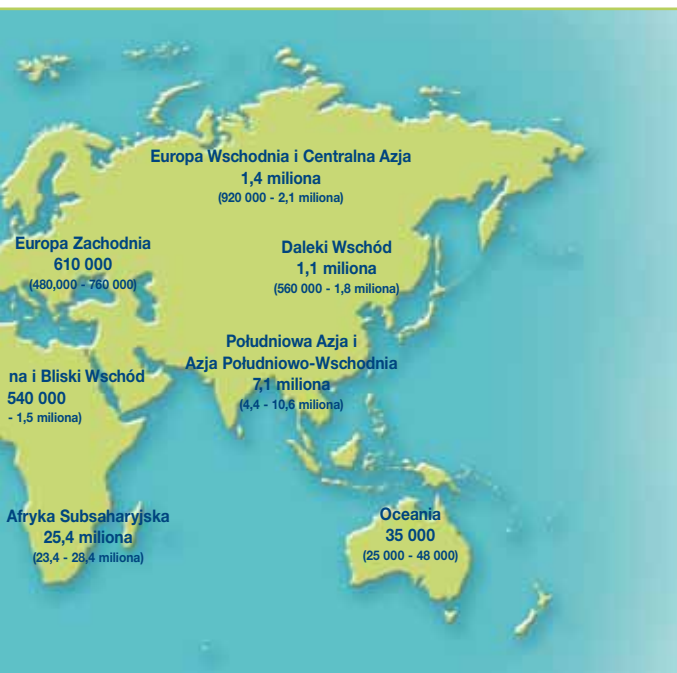 Europa Wschodnia i Centralna Azja
1,4 miliona
(920 000 - 2,1 miliona)
Europa Zachodnia
610 000
(480,000 - 760 000)
Daleki Wschód
1,1 miliona
(560 000 - 1,8 miliona)
Południowa Azja i
Azja Południowo-Wschodnia
7,1 miliona
(4,4 - 10,6 miliona)
na i Bliski Wschód
540 000
- 1,5 miliona)
Afryka Subsaharyjska
25,4 miliona
(23,4 - 28,4 miliona)
Oceania
35 000
(25 000 - 48 000)